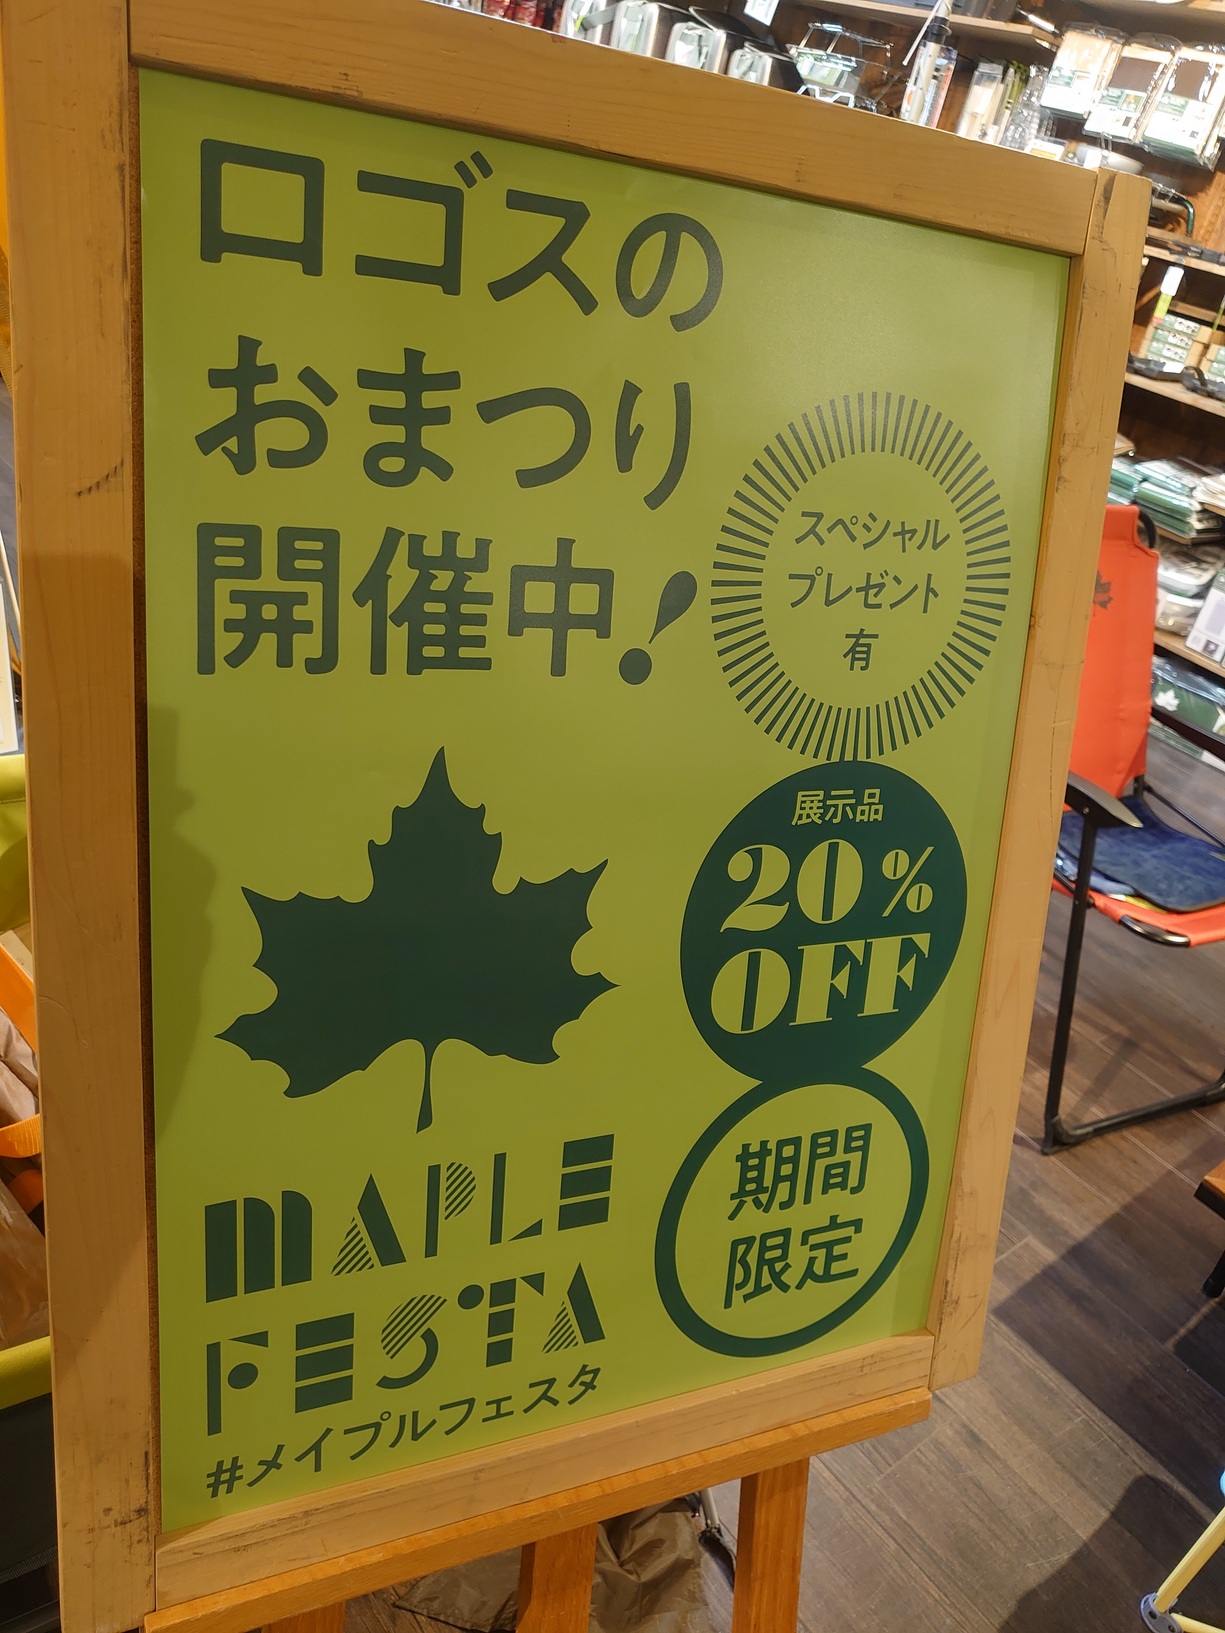 ロゴスの
おまつり
開催中!
スペシャル
プレゼント
有
展示品
20%
OFF
期間
限定
MAPLE
FESTA
#メイプルフェスタ